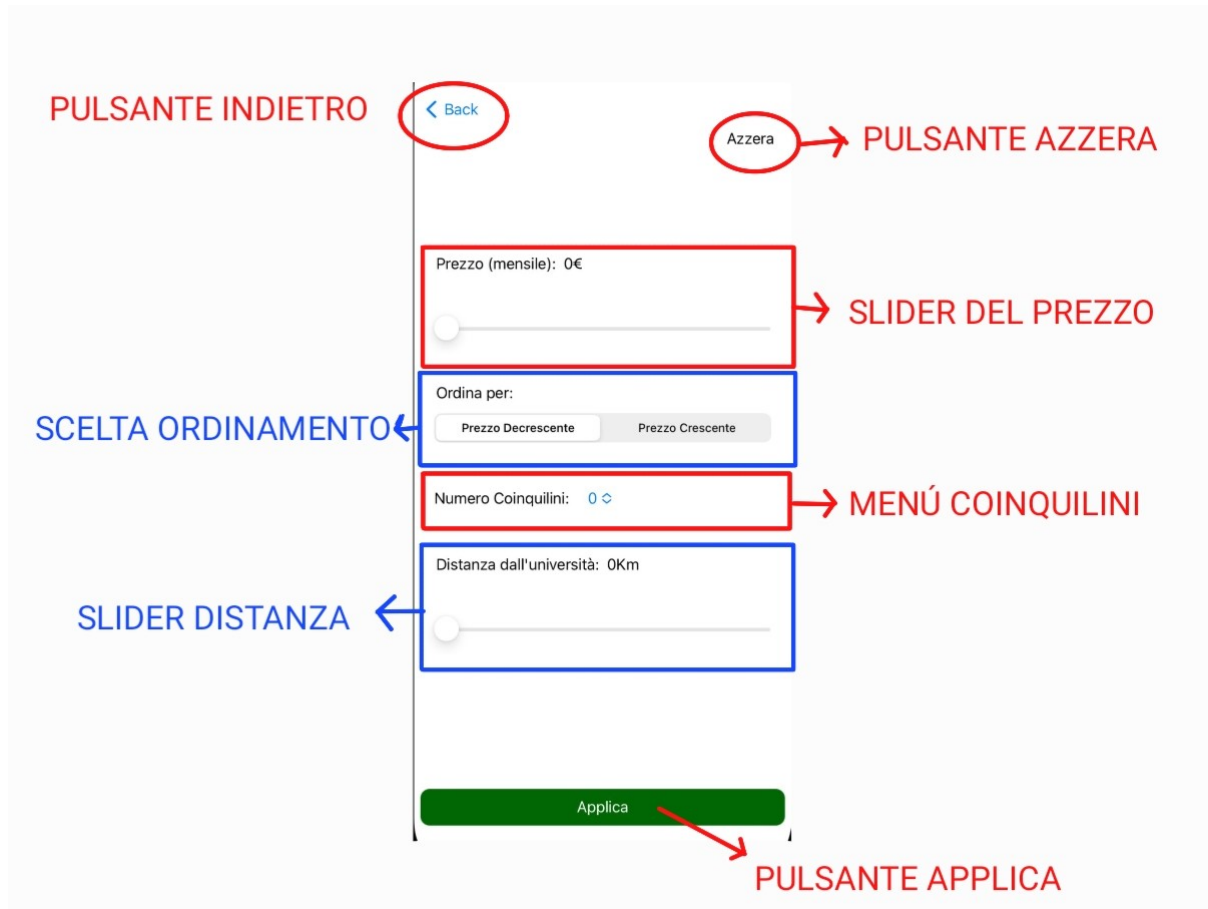 PULSANTE INDIETRO
Back
Azzera
PULSANTE AZZERA
Prezzo (mensile): 0€
SLIDER DEL PREZZO
Ordina per:
SCELTA ORDINAMENTO
Prezzo Decrescente
Prezzo Crescente
Numero Coinquilini: 0
MENÚ COINQUILINI
Distanza dall'università: 0Km
SLIDER DISTANZA
Applica
PULSANTE APPLICA